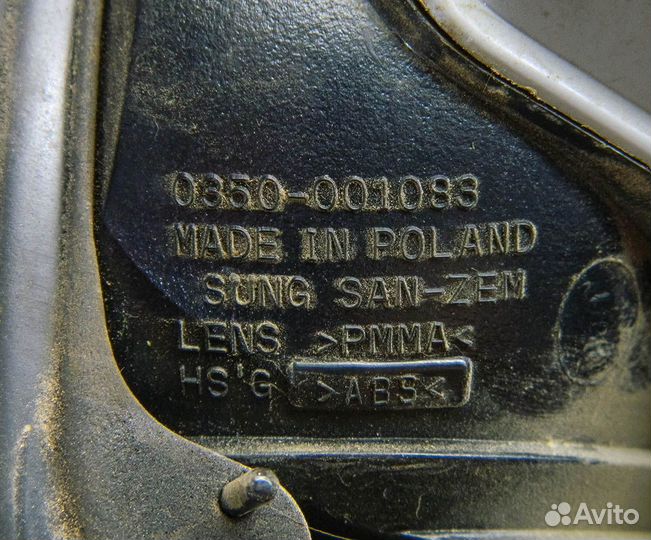 0350-001083
MADE IN POLAND
SUNG SAN-ZEM
LENS >PMMA<
HS'G >ABS<
Avito